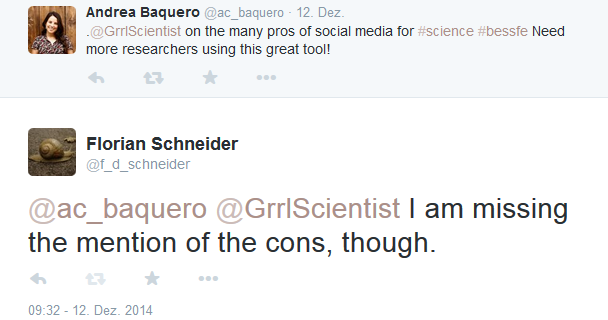 Andrea Baquero @ac_baquero · 12. Dez.
.@GrrlScientist on the many pros of social media for #science #bessfe Need
more researchers using this great tool!
Florian Schneider
@f_d_schneider
@ac_baquero @GrrlScientist I am missing
the mention of the cons, though.
09:32 - 12. Dez. 2014